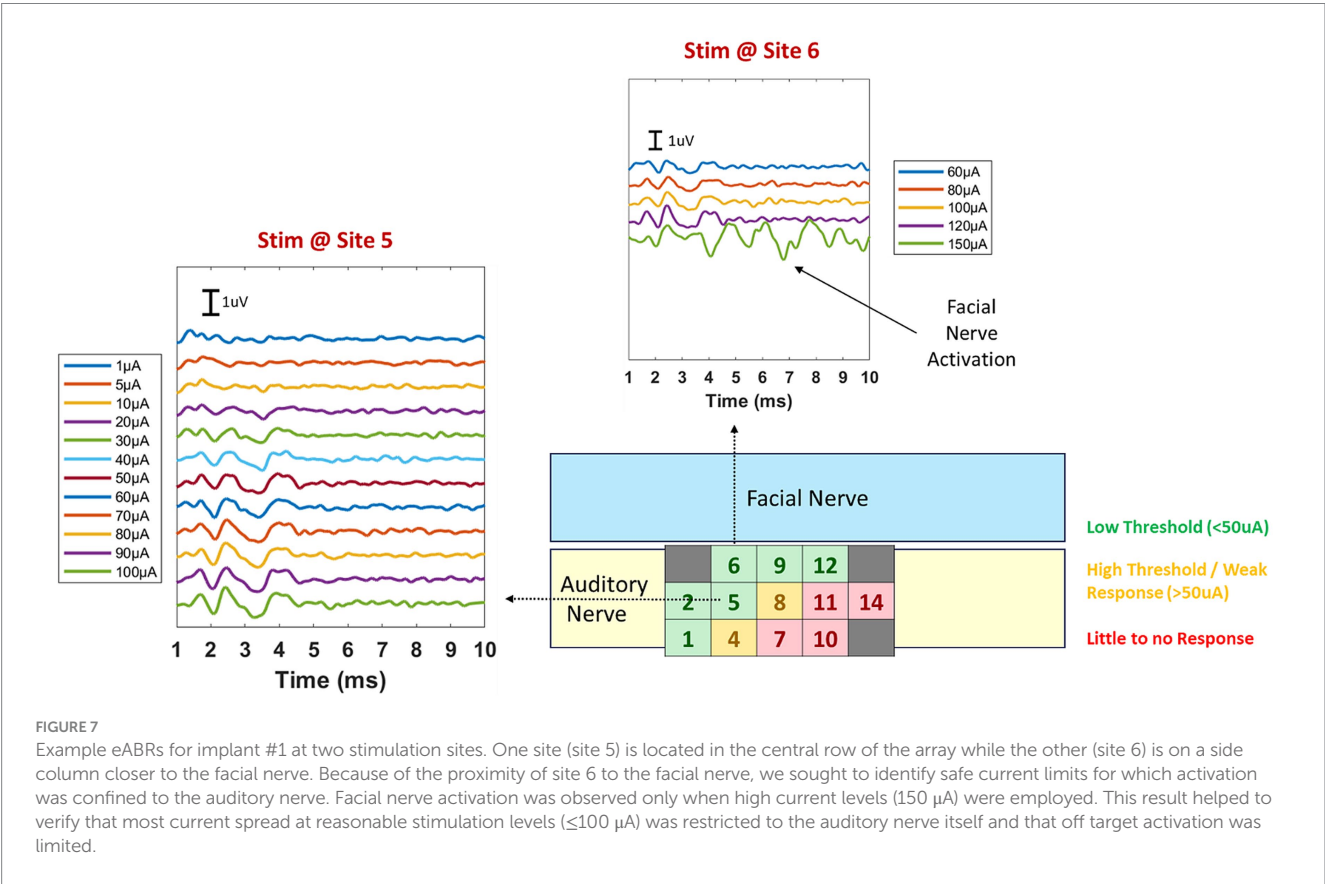 Stim @ Site 6
1uV
60µA
80µA
100µA
120µA
150µA
Facial
Nerve
Activation
1 2 3 4 5 6 7 8 9 10
Time (ms)
Stim @ Site 5
1uV
1µA
5µA
10µA
20µA
30µA
40µA
50µA
60µA
70µA
80µA
90µA
100µA
1 2 3 4 5 6 7 8 9 10
Time (ms)
Facial Nerve
Auditory
Nerve
6 9 12
2 5 8 11 14
1 4 7 10
Low Threshold (<50uA)
High Threshold / Weak
Response (>50uA)
Little to no Response
FIGURE 7
Example eABRs for implant #1 at two stimulation sites. One site (site 5) is located in the central row of the array while the other (site 6) is on a side
column closer to the facial nerve. Because of the proximity of site 6 to the facial nerve, we sought to identify safe current limits for which activation
was confined to the auditory nerve. Facial nerve activation was observed only when high current levels (150 µA) were employed. This result helped to
verify that most current spread at reasonable stimulation levels (≤100 µA) was restricted to the auditory nerve itself and that off target activation was
limited.